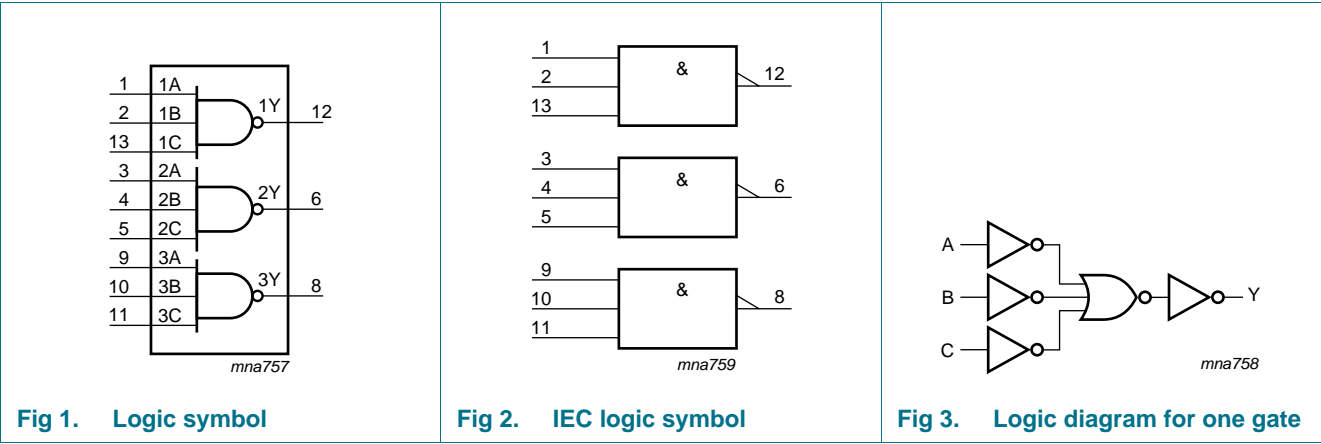 1 1A
1Y 12
2 1B
13 1C
3 2A
2Y 6
4 2B
5 2C
9 3A
3Y 8
10 3B
11 3C
mna757
Fig 1. Logic symbol
1
& 12
2
13
3
& 6
4
5
9
& 8
10
11
mna759
Fig 2. IEC logic symbol
A
B Y
C
mna758
Fig 3. Logic diagram for one gate